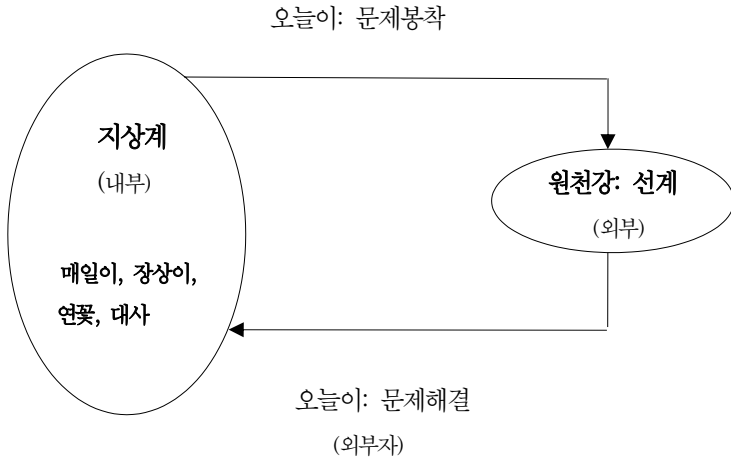 오늘이: 문제봉착
지상계
(내부)
원천강: 선계
(외부)
매일이, 장상이,
연꽃, 대사
오늘이: 문제해결
(외부자)